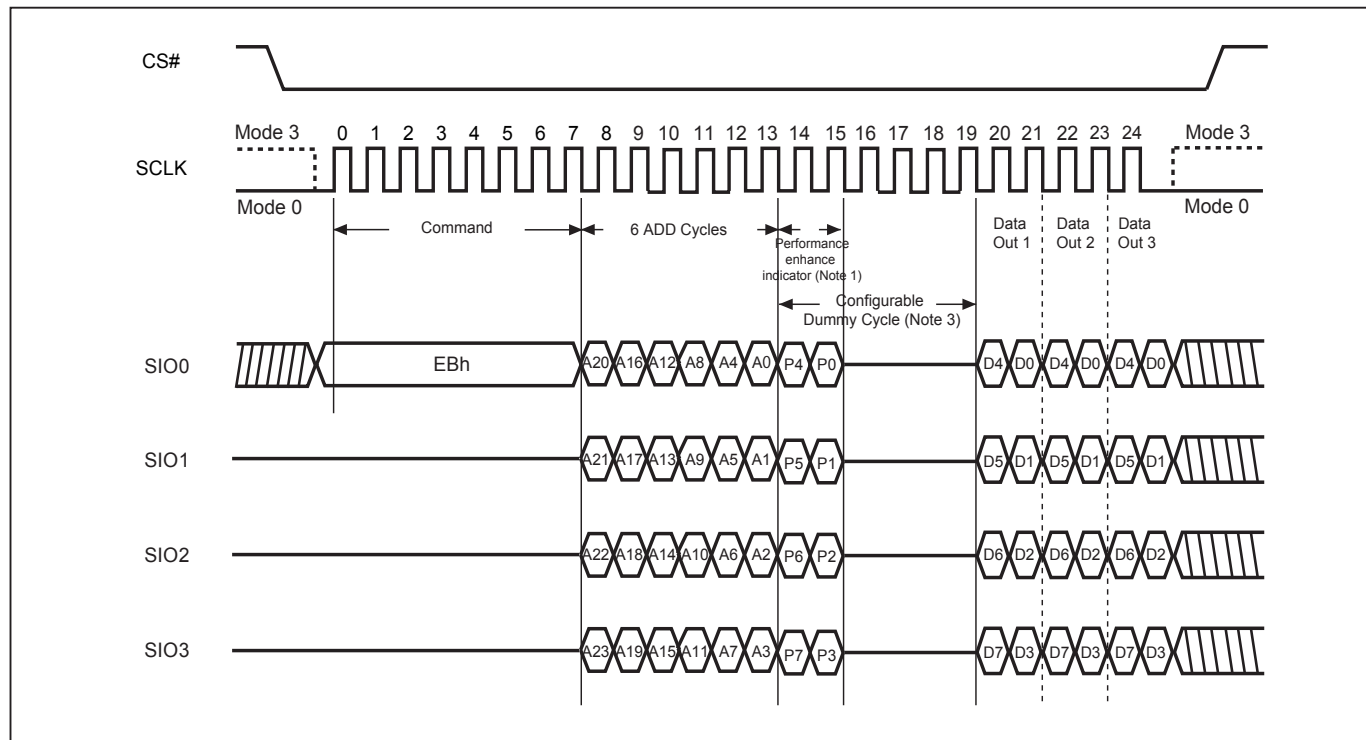 CS#
Mode 3 0 1 2 3 4 5 6 7 8 9 10 11 12 13 14 15 16 17 18 19 20 21 22 23 24 Mode 3
SCLK
Mode 0 Mode 0
Command 6 ADD Cycles Performance enhance indicator (Note 1) Data Out 1 Data Out 2 Data Out 3
Configurable
Dummy Cycle (Note 3)
SIO0 EBh A20 A16 A12 A8 A4 A0 P4 P0 D4 D0 D4 D0 D4 D0
SIO1 A21 A17 A13 A9 A5 A1 P5 P1 D5 D1 D5 D1 D5 D1
SIO2 A22 A18 A14 A10 A6 A2 P6 P2 D6 D2 D6 D2 D6 D2
SIO3 A23 A19 A15 A11 A7 A3 P7 P3 D7 D3 D7 D3 D7 D3